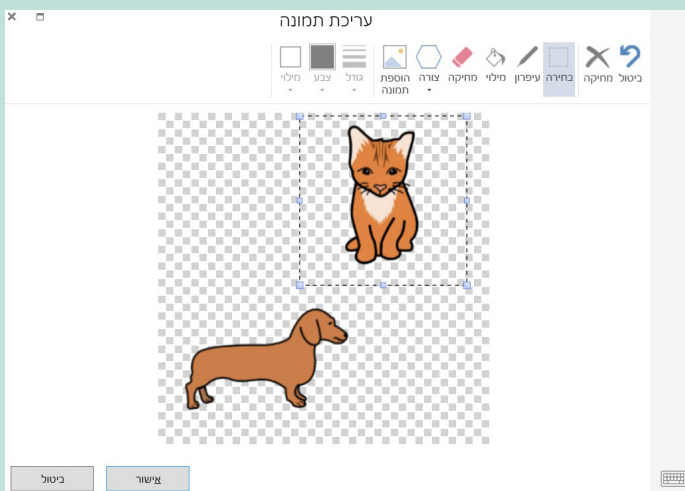 עריכת תמונה
ביטול
מחיקה
בחירה
עיפרון
מילוי
מחיקה
צורה
הוספת
תמונה
גודל
צבע
מילוי
אישור
ביטול